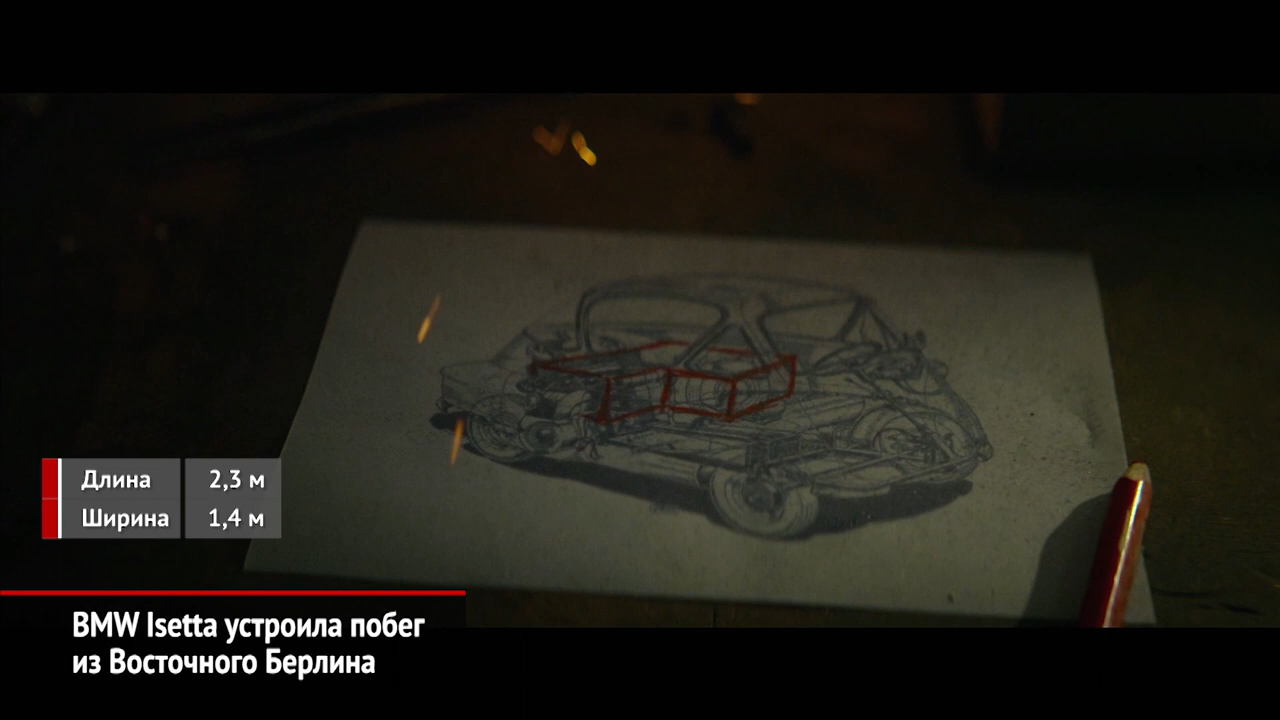 Длина 2,3 м
Ширина 1,4 м
BMW Isetta устроила побег
из Восточного Берлина